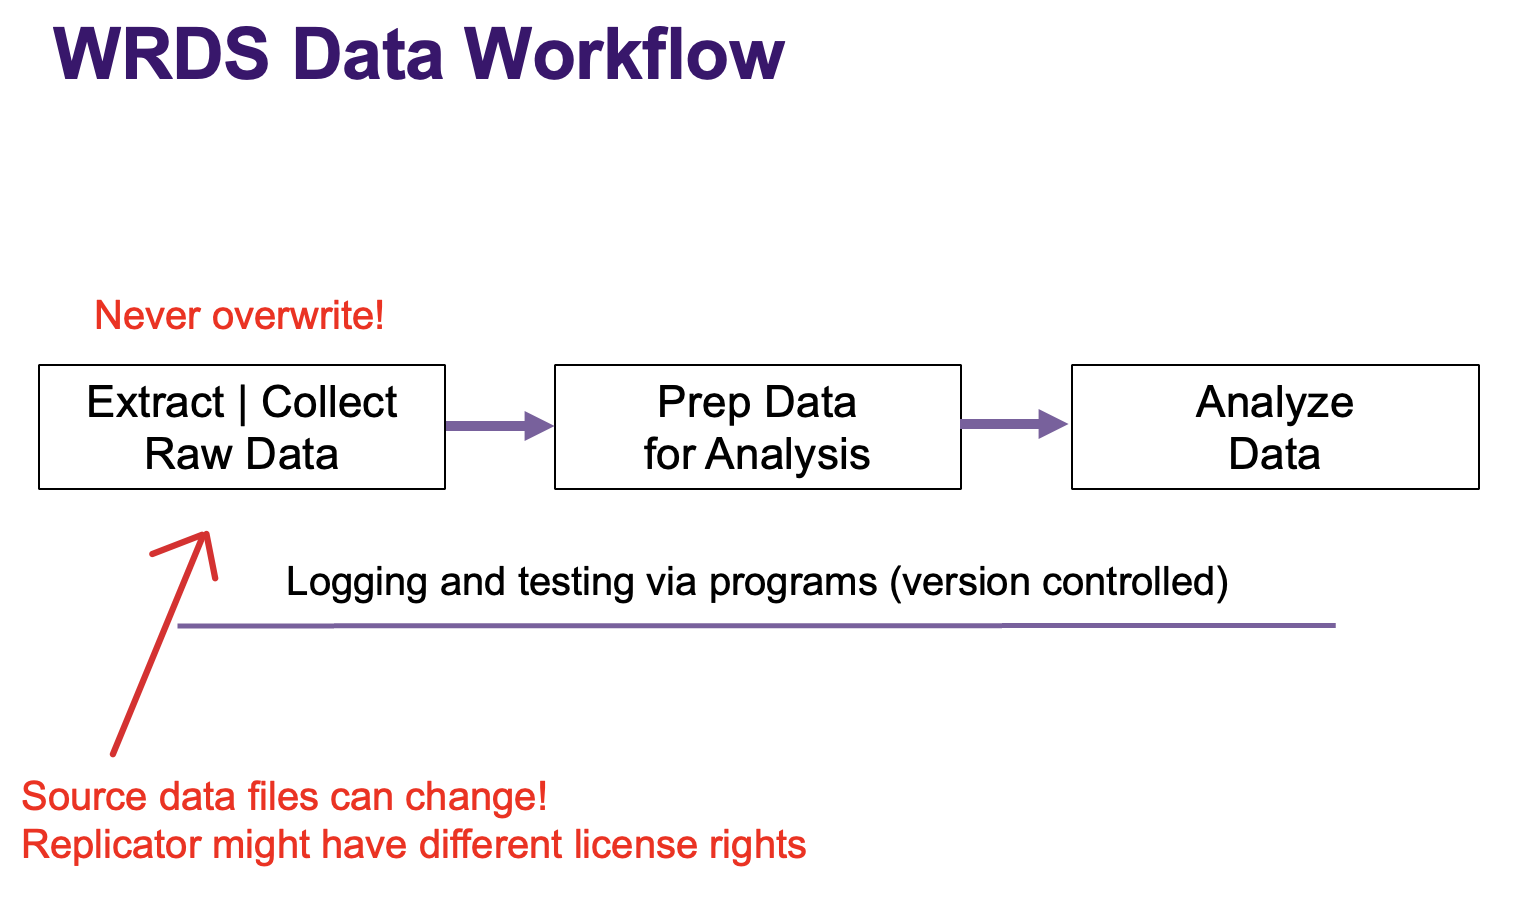 WRDS Data Workflow
Never overwrite!
Extract | Collect
Raw Data
Prep Data
for Analysis
Analyze
Data
Logging and testing via programs (version controlled)
Source data files can change!
Replicator might have different license rights